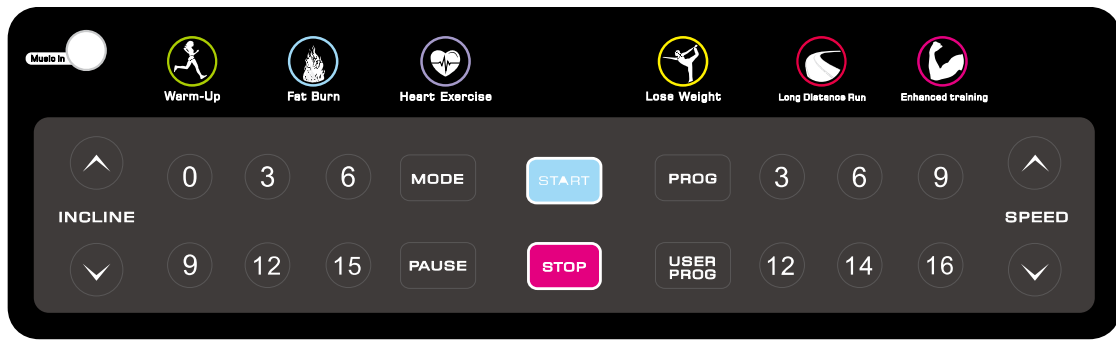 Music in
Warm-Up
Fat Burn
Heart Exercise
Lose Weight
Long Distance Run
Enhanced training
0 3 6 MODE START PROG 3 6 9
INCLINE
SPEED
9 12 15 PAUSE STOP USER PROG 12 14 16